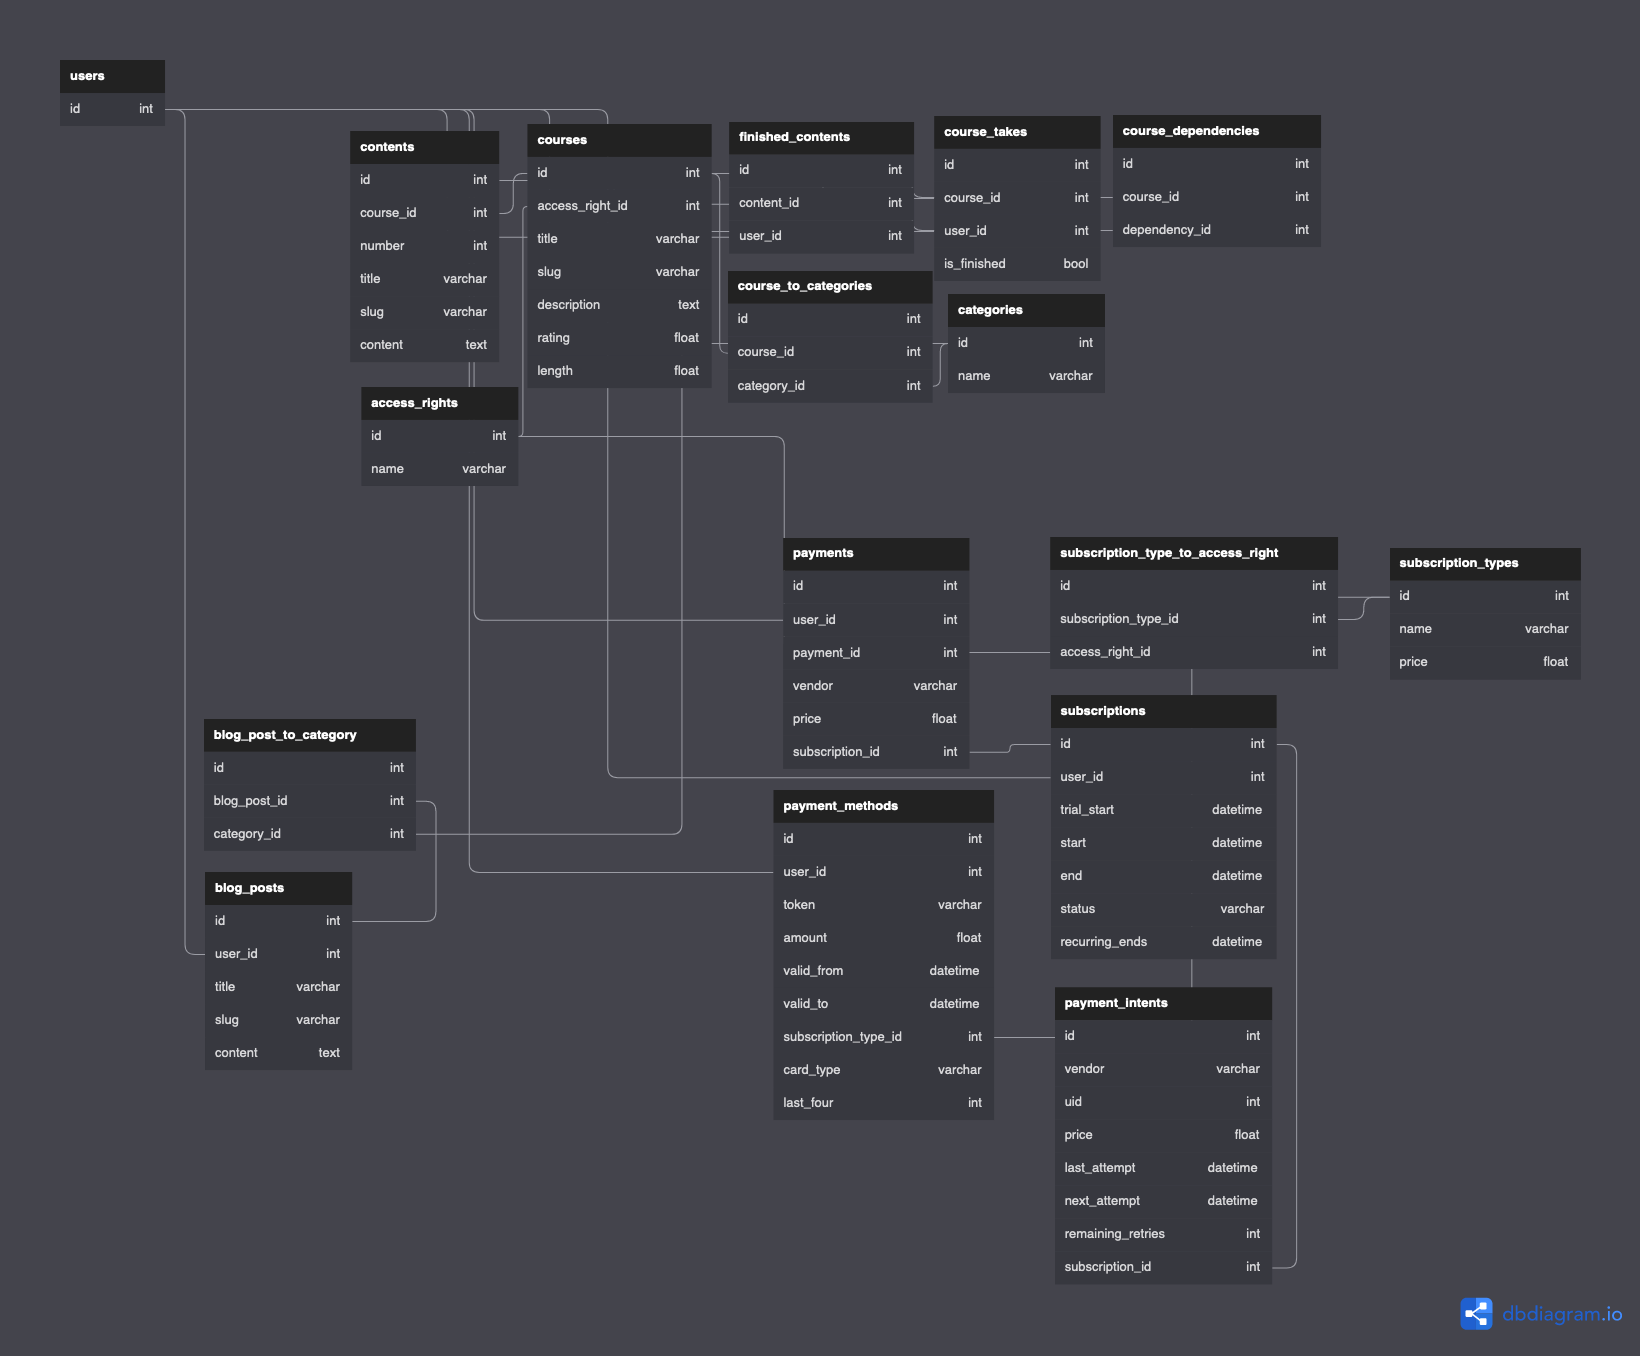 users
id int
contents
id int
course_id int
number int
title varchar
slug varchar
content text
courses
id int
access_right_id int
title varchar
slug varchar
description text
rating float
length float
finished_contents
id int
content_id int
user_id int
course_takes
id int
course_id int
user_id int
is_finished bool
course_dependencies
id int
course_id int
dependency_id int
course_to_categories
id int
course_id int
category_id int
categories
id int
name varchar
access_rights
id int
name varchar
payments
id int
user_id int
payment_id int
vendor varchar
price float
subscription_id int
subscription_type_to_access_right
id int
subscription_type_id int
access_right_id int
subscription_types
id int
name varchar
price float
subscriptions
id int
user_id int
trial_start datetime
start datetime
end datetime
status varchar
recurring_ends datetime
blog_post_to_category
id int
blog_post_id int
category_id int
blog_posts
id int
user_id int
title varchar
slug varchar
content text
payment_methods
id int
user_id int
token varchar
amount float
valid_from datetime
valid_to datetime
subscription_type_id int
card_type varchar
last_four int
payment_intents
id int
vendor varchar
uid int
price float
last_attempt datetime
next_attempt datetime
remaining_retries int
subscription_id int
dbdiagram.io